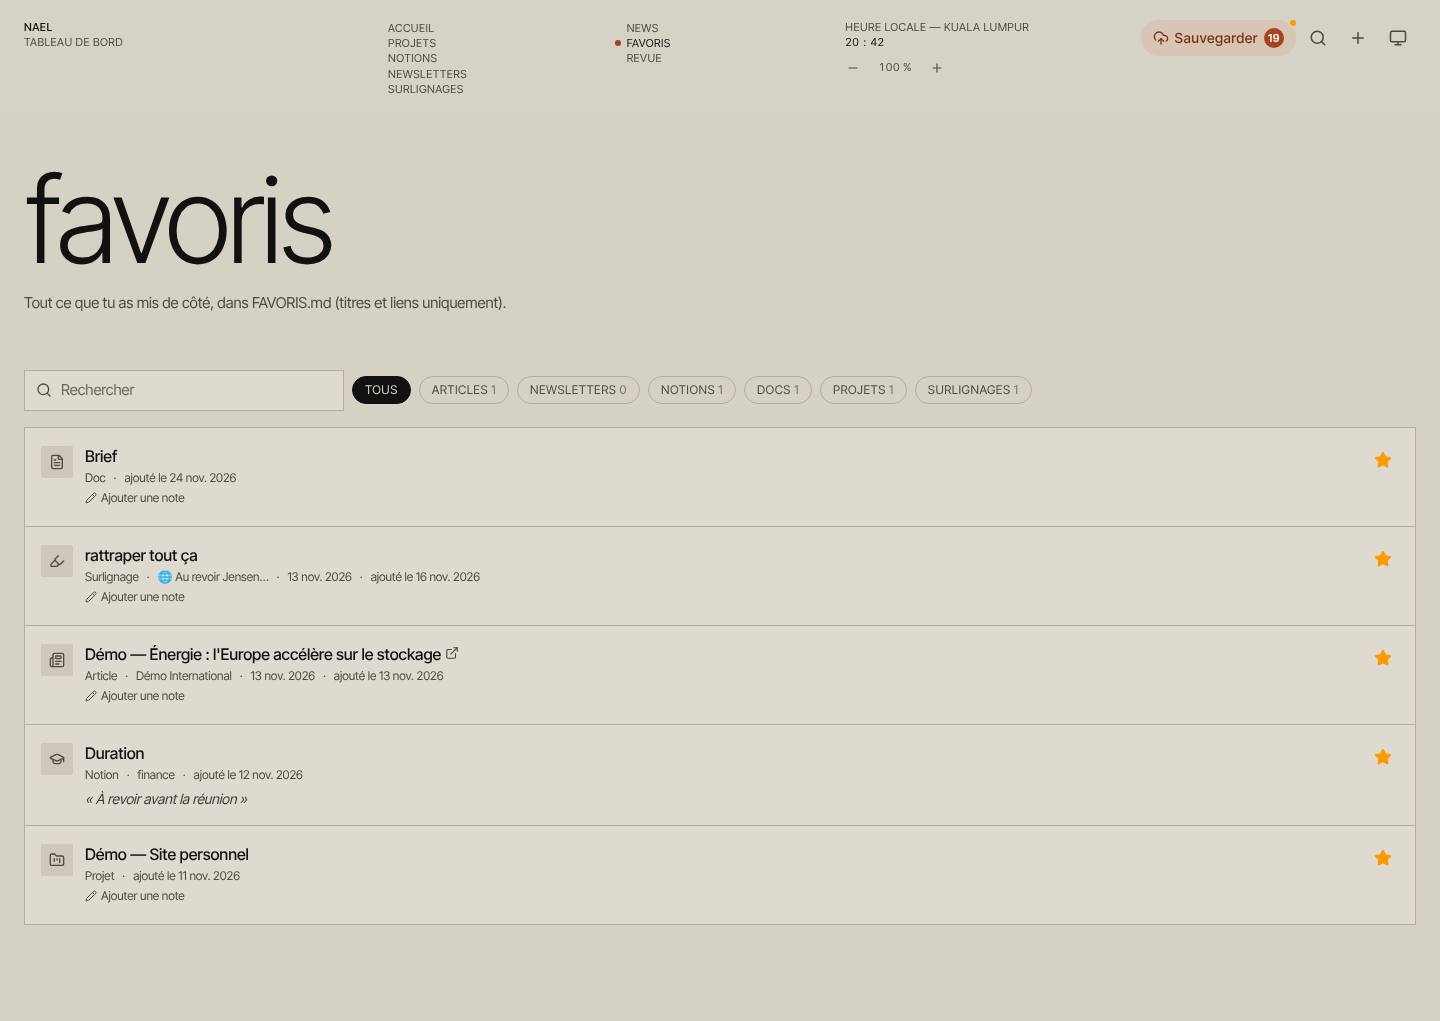 NAEL
TABLEAU DE BORD
ACCUEIL
PROJETS
NOTIONS
NEWSLETTERS
SURLIGNAGES
NEWS
FAVORIS
REVUE
HEURE LOCALE — KUALA LUMPUR
20 : 42
100 %
Sauvegarder 19
favoris
Tout ce que tu as mis de côté, dans FAVORIS.md (titres et liens uniquement).
Rechercher
TOUS
ARTICLES 1
NEWSLETTERS 0
NOTIONS 1
DOCS 1
PROJETS 1
SURLIGNAGES 1
Brief
Doc · ajouté le 24 nov. 2026
Ajouter une note
rattraper tout ça
Surlignage · 🌐 Au revoir Jensen… · 13 nov. 2026 · ajouté le 16 nov. 2026
Ajouter une note
Démo — Énergie : l'Europe accélère sur le stockage
Article · Démo International · 13 nov. 2026 · ajouté le 13 nov. 2026
Ajouter une note
Duration
Notion · finance · ajouté le 12 nov. 2026
« À revoir avant la réunion »
Démo — Site personnel
Projet · ajouté le 11 nov. 2026
Ajouter une note